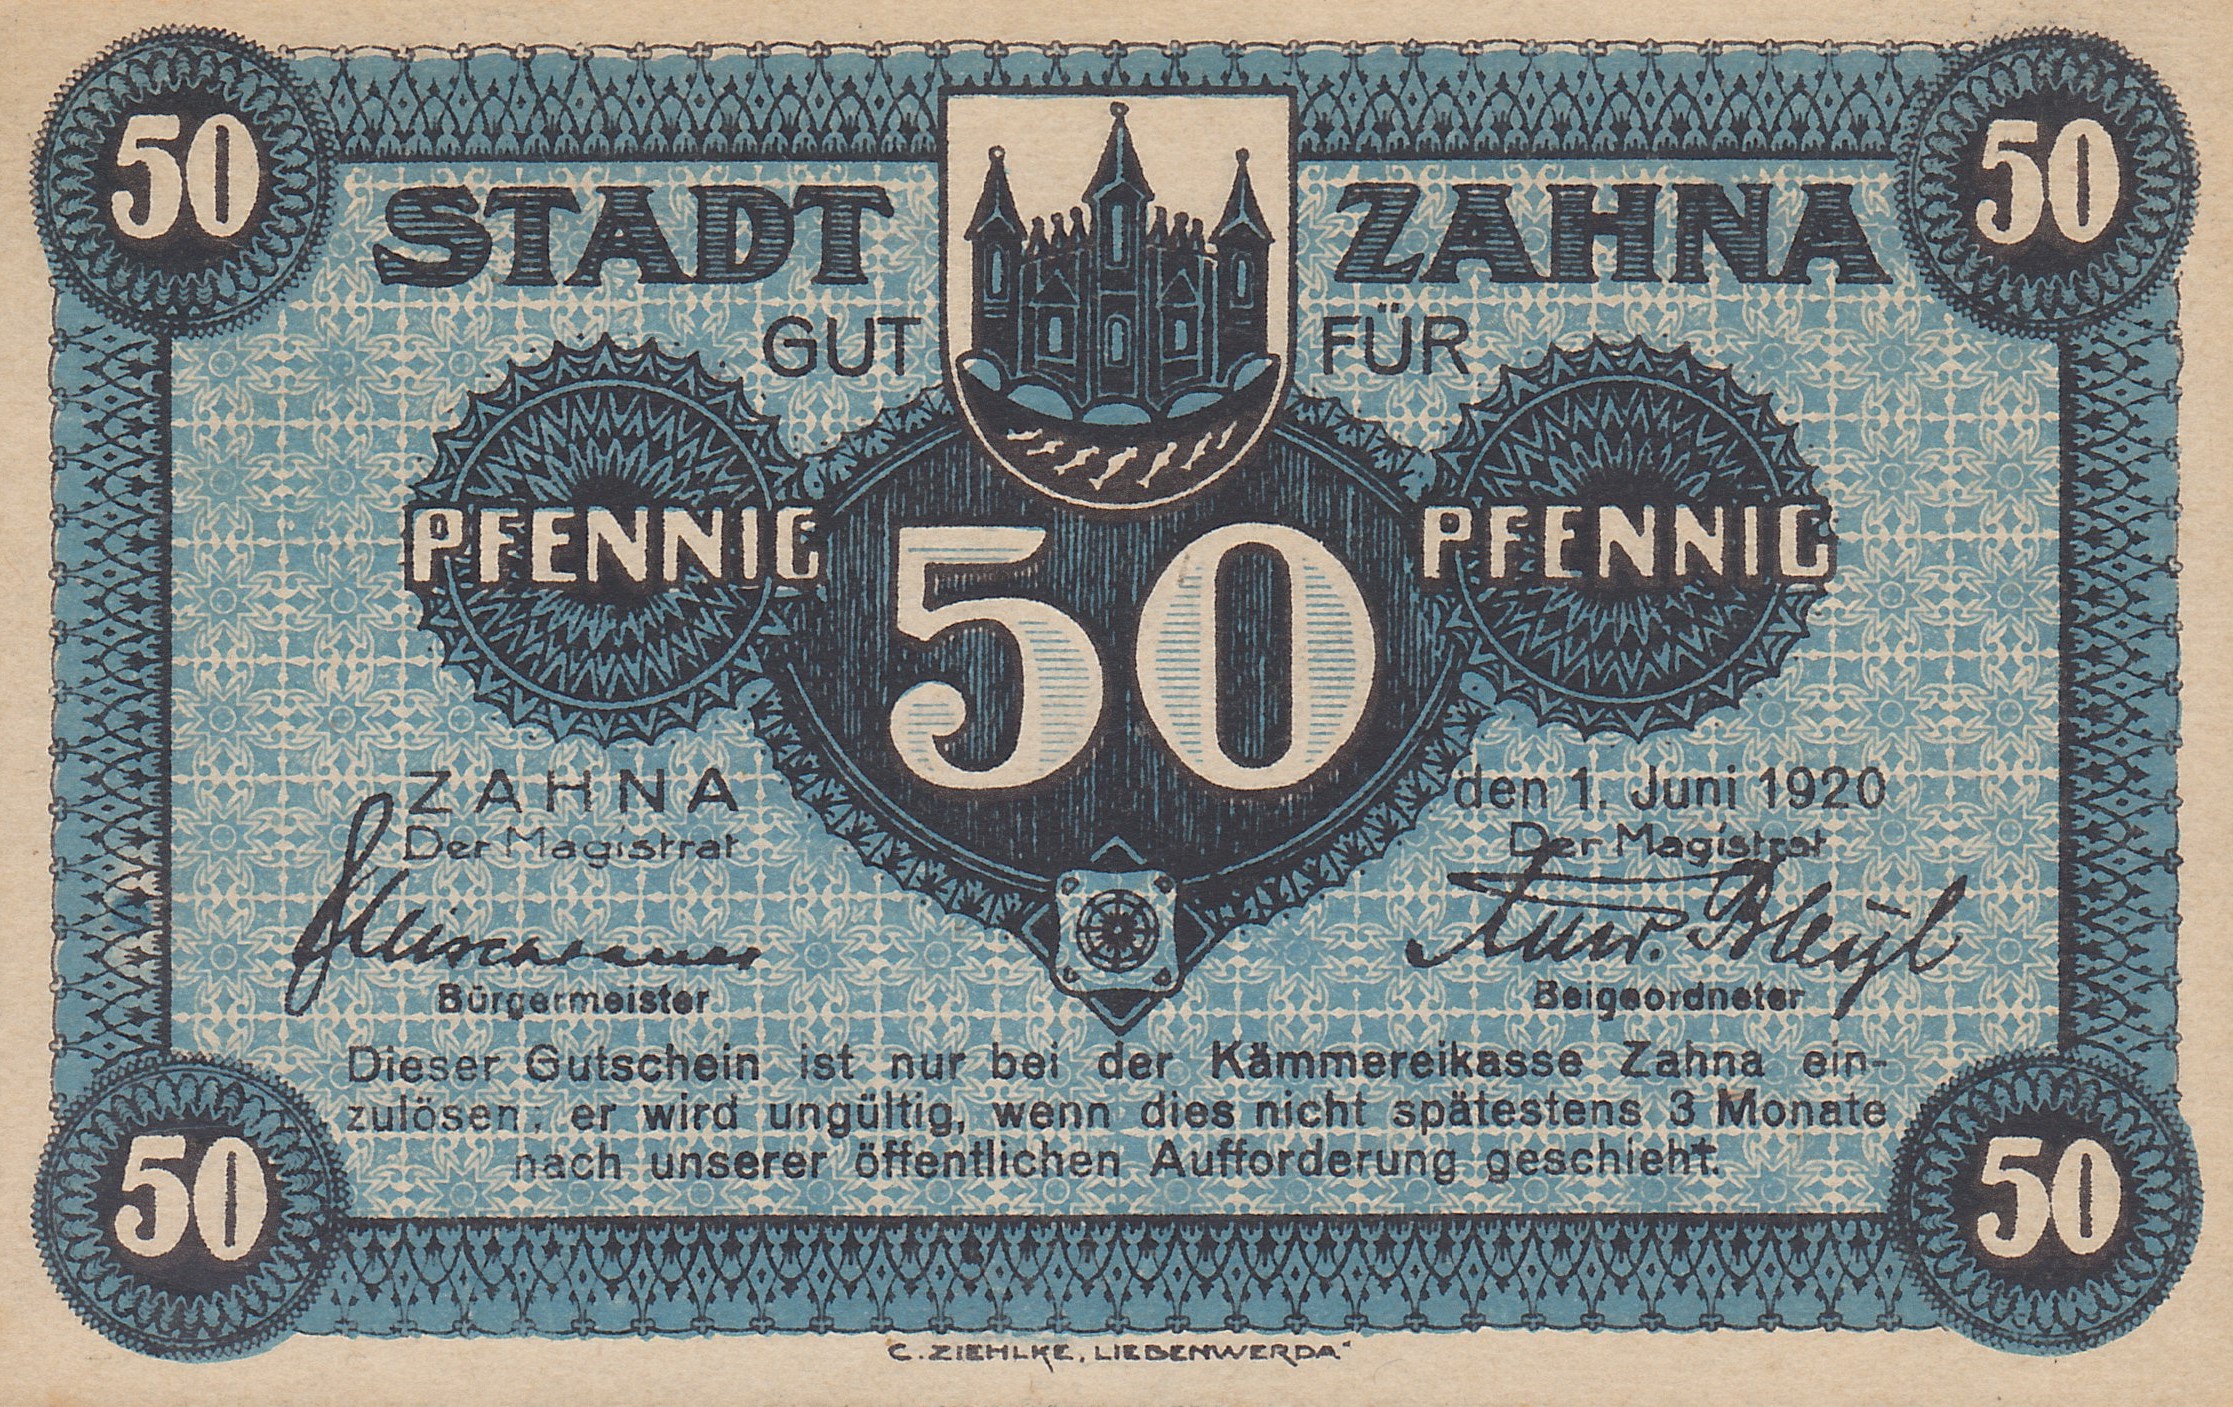 50 50
STADT ZAHNA
GUT FÜR
PFENNIG 50 PFENNIG
ZAHNA den 1. Juni 1920
Der Magistrat Der Magistrat
Bürgermeister Beigeordneter
Dieser Gutschein ist nur bei der Kämmereikasse Zahna ein-
zulösen; er wird ungültig, wenn dies nicht spätestens 3 Monate
nach unserer öffentlichen Aufforderung geschieht.
50 50
C. ZIEHLKE, LIEBENWERDA